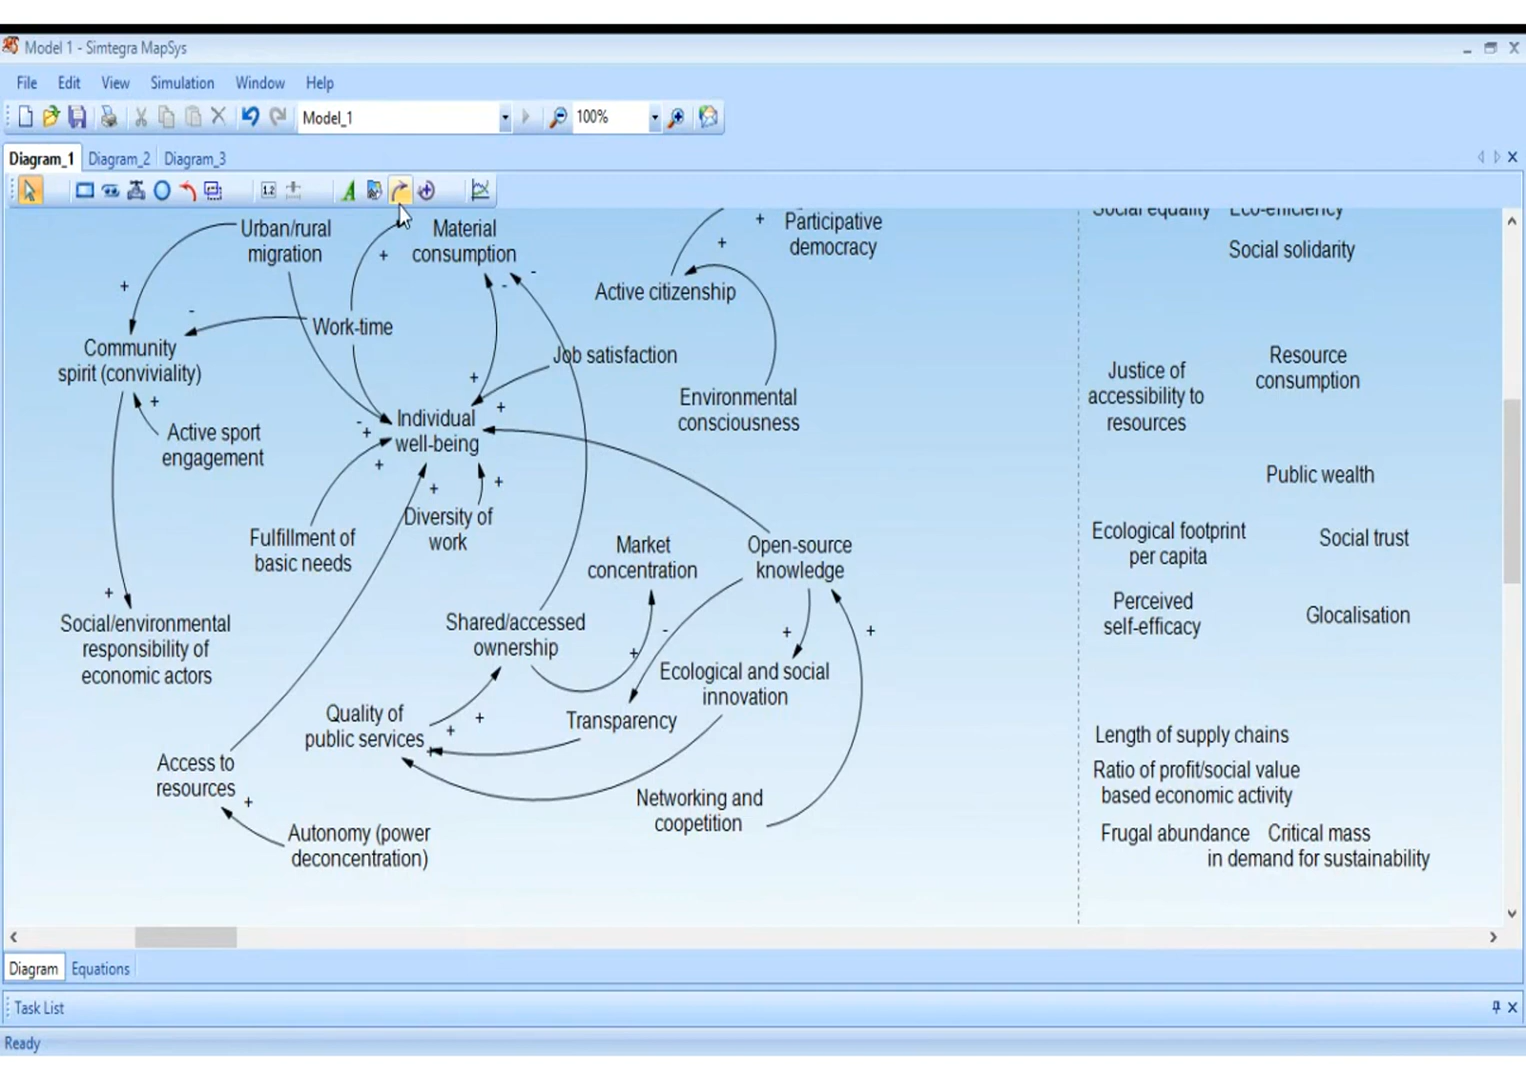 Model 1 - Simtegra MapSys
File Edit View Simulation Window Help
Model_1 100%
Diagram_1 Diagram_2 Diagram_3
1.2 A
Urban/rural
migration
+
Material
consumption
+
-
-
+
Participative
democracy
+
Active citizenship
-
Work-time
Community
spirit (conviviality)
+
Job satisfaction
+
Environmental
consciousness
+
Active sport
engagement
Individual
well-being
-
+
+
+
+
Diversity of
work
Fulfillment of
basic needs
Market
concentration
Open-source
knowledge
+
Social/environmental
responsibility of
economic actors
Shared/accessed
ownership
-
+
+
+
Ecological and social
innovation
Quality of
public services
+
+
+
Transparency
Access to
resources
+
Networking and
coopetition
Autonomy (power
deconcentration)
Social equality Eco-efficiency
Social solidarity
Justice of
accessibility to
resources
Resource
consumption
Public wealth
Ecological footprint
per capita
Social trust
Perceived
self-efficacy
Glocalisation
Length of supply chains
Ratio of profit/social value
based economic activity
Frugal abundance Critical mass
in demand for sustainability
Diagram Equations
Task List
Ready